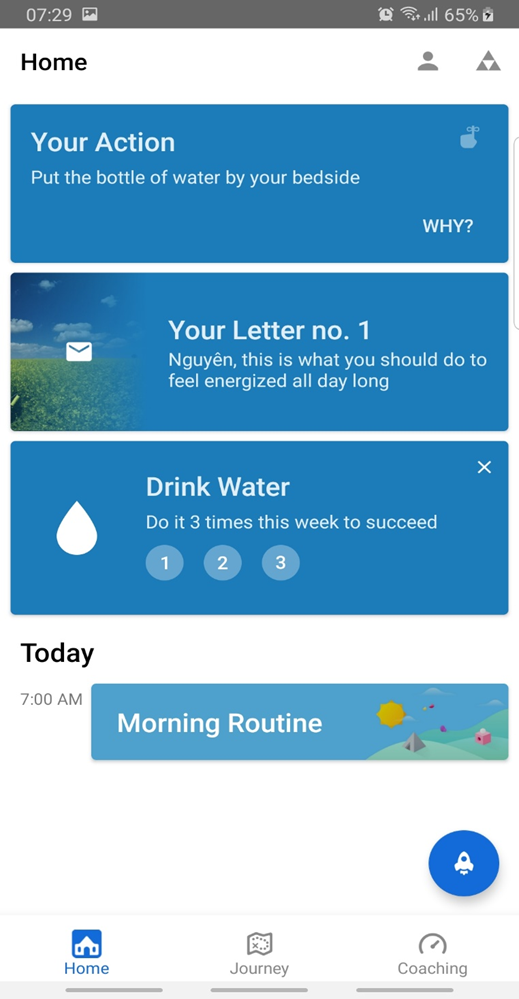 07:29
65%
Home
Your Action
Put the bottle of water by your bedside
WHY?
Your Letter no. 1
Nguyên, this is what you should do to
feel energized all day long
Drink Water
Do it 3 times this week to succeed
1 2 3
Today
7:00 AM
Morning Routine
Home Journey Coaching